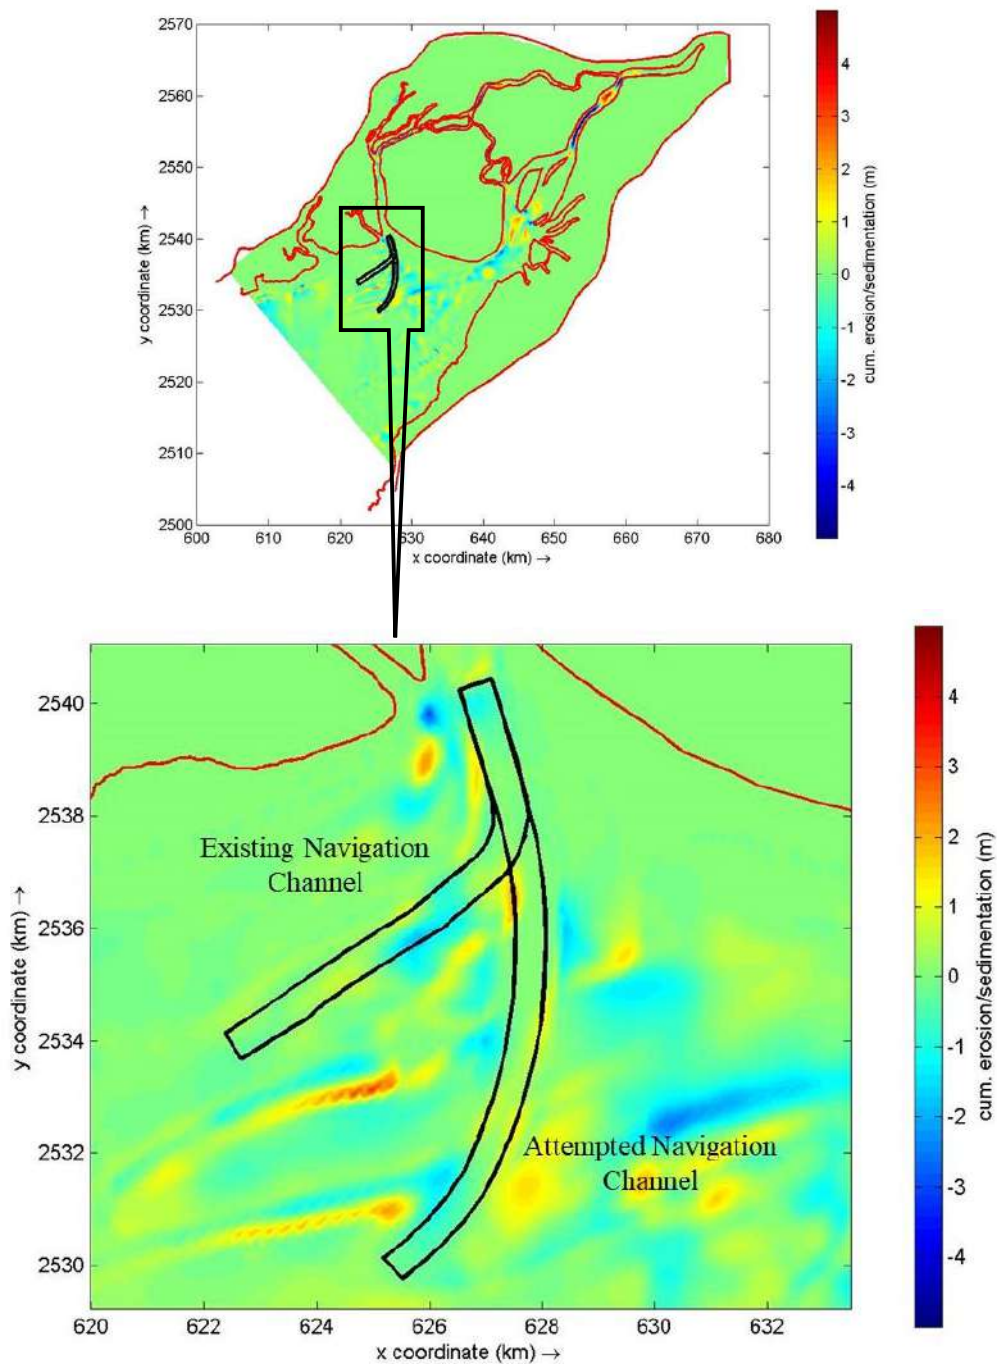 2570
2560
2550
2540
2530
2520
2510
2500
y coordinate (km) →
600 610 620 630 640 650 660 670 680
x coordinate (km) →
4
3
2
1
0
-1
-2
-3
-4
cum. erosion/sedimentation (m)
2540
2538
2536
2534
2532
2530
y coordinate (km) →
Existing Navigation
Channel
Attempted Navigation
Channel
620 622 624 626 628 630 632
x coordinate (km) →
4
3
2
1
0
-1
-2
-3
-4
cum. erosion/sedimentation (m)